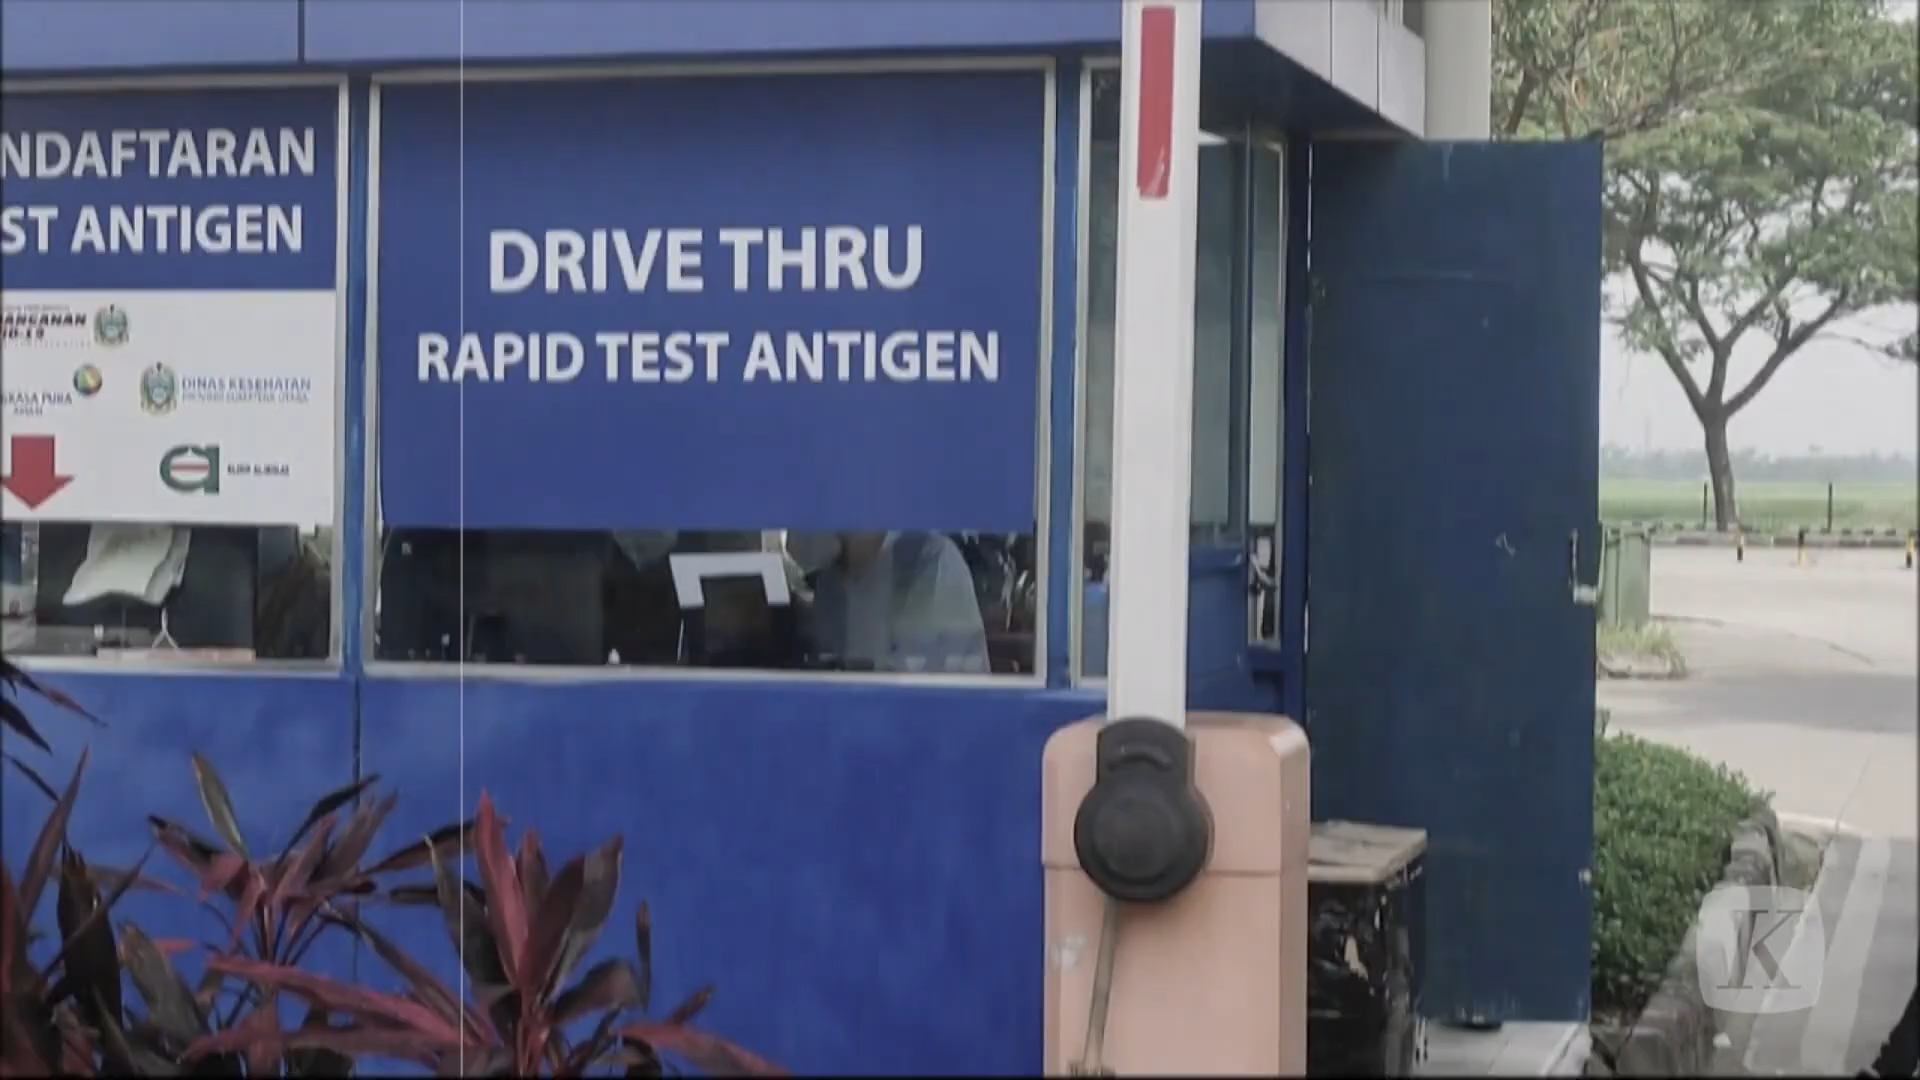 NDAFTARAN
ST ANTIGEN
DRIVE THRU
RAPID TEST ANTIGEN
DINAS KESEHATAN
K